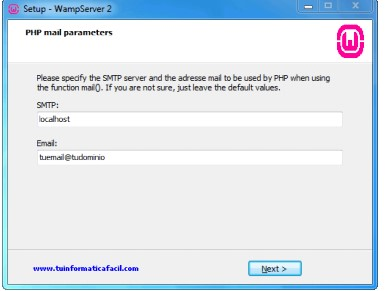 Setup - WampServer 2
PHP mail parameters
Please specify the SMTP server and the adresse mail to be used by PHP when using
the function mail(). If you are not sure, just leave the default values.
SMTP:
localhost
Email:
tuemail@tudominio
www.tuinformaticafacil.com
Next >